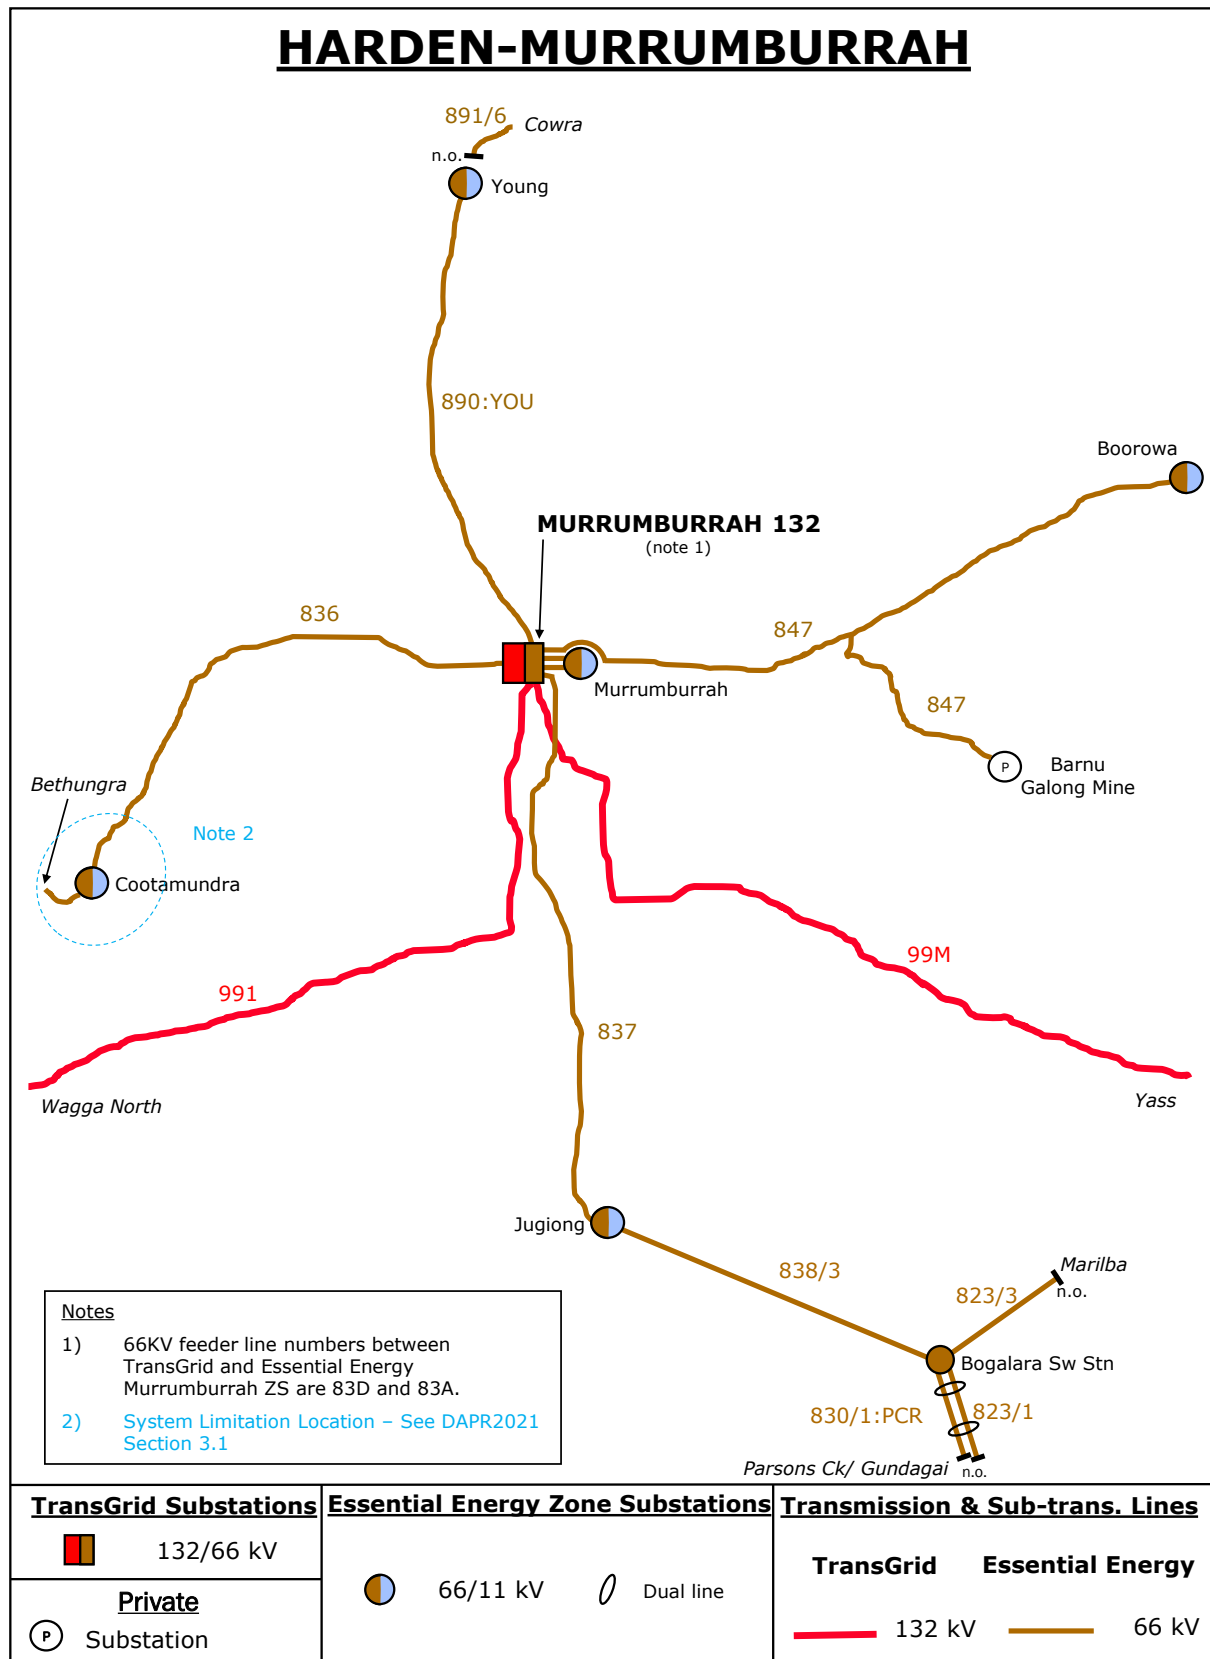 HARDEN-MURRUMBURRAH
891/6
Cowra
n.o.
Young
890:YOU
Boorowa
MURRUMBURRAH 132
(note 1)
836
847
Murrumburrah
847
Barnu
Galong Mine
P
Bethungra
Note 2
Cootamundra
991
99M
837
Wagga North
Yass
Jugiong
838/3
Marilba
n.o.
823/3
Bogalara Sw Stn
830/1:PCR
823/1
Parsons Ck/ Gundagai
n.o.
Notes
1) 66KV feeder line numbers between
TransGrid and Essential Energy
Murrumburrah ZS are 83D and 83A.
2) System Limitation Location – See DAPR2021
Section 3.1
TransGrid Substations
132/66 kV
Private
P Substation
Essential Energy Zone Substations
66/11 kV
Dual line
Transmission & Sub-trans. Lines
TransGrid Essential Energy
132 kV 66 kV